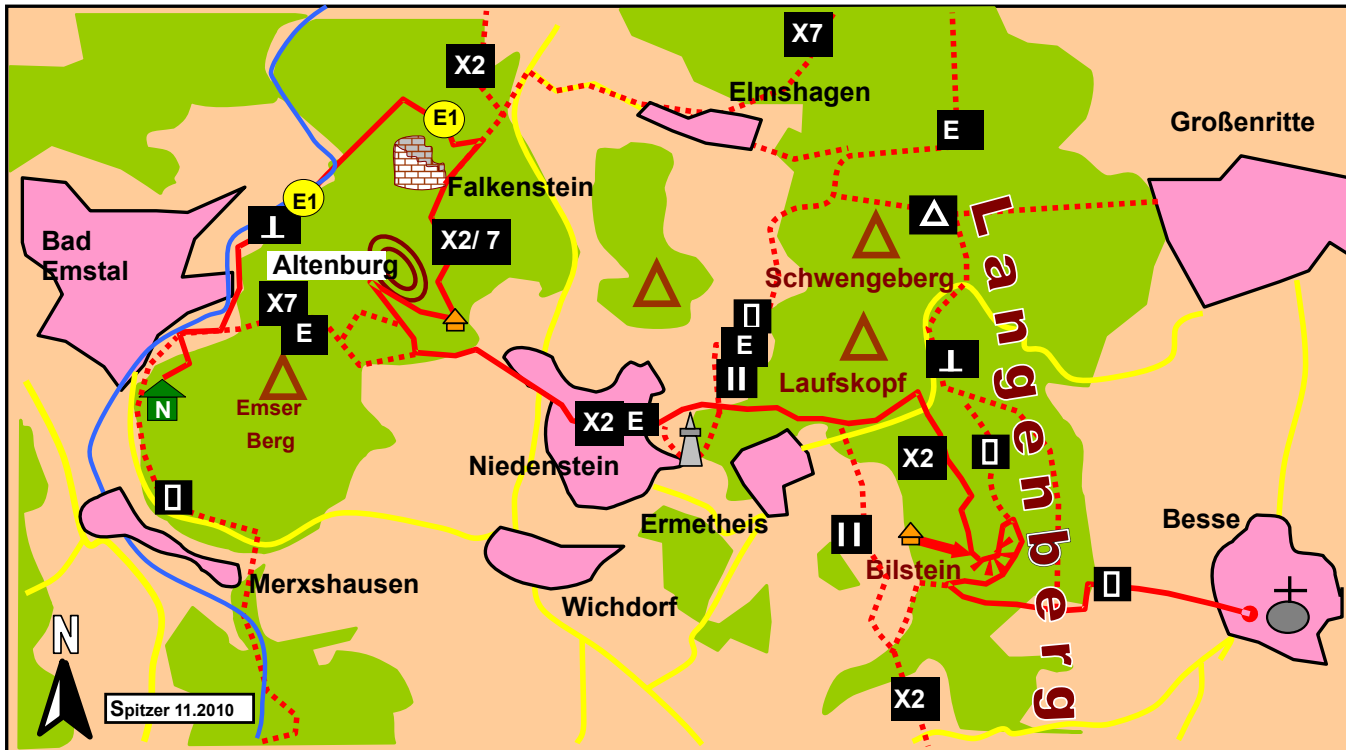 X2
X7
Elmshagen
E1
E
Großenritte
Falkenstein
E1
Bad
Emstal
X2/ 7
Altenburg
Schwengeberg
X7
E
E
Laufskopf
Langenberg
N
Emser
Berg
X2 E
Niedenstein
X2
Ermetheis
Besse
Bilstein
Merxshausen
Wichdorf
N
X2
Spitzer 11.2010